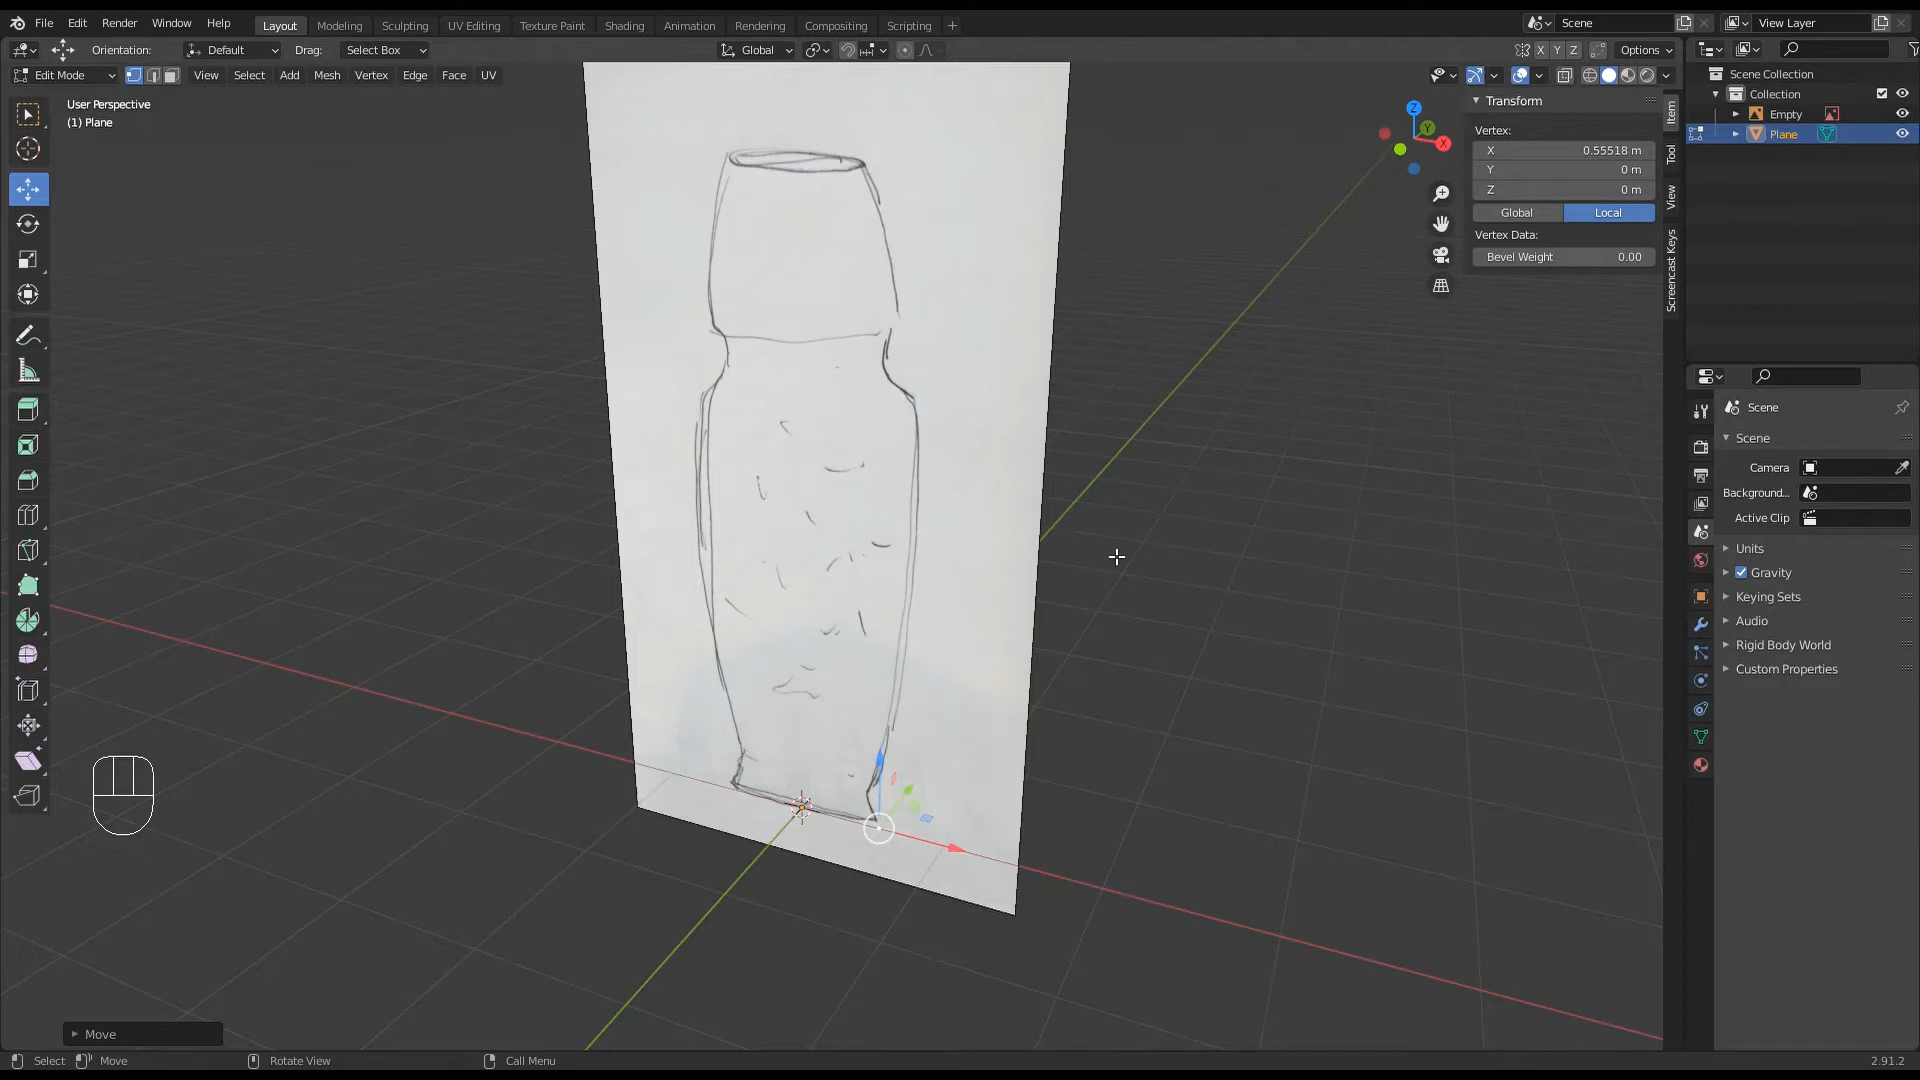 File Edit Render Window Help Layout Modeling Sculpting UV Editing Texture Paint Shading Animation Rendering Compositing Scripting + Scene View Layer
Orientation: Default Drag: Select Box Global X Y Z Options
Edit Mode View Select Add Mesh Vertex Edge Face UV
User Perspective
(1) Plane
Z
Y
X
Transform
Vertex:
X 0.55518 m
Y 0 m
Z 0 m
Global Local
Vertex Data:
Bevel Weight 0.00
Item
Tool
View
Screencast Keys
Scene Collection
Collection
Empty
Plane
Scene
Scene
Camera
Background...
Active Clip
Units
Gravity
Keying Sets
Audio
Rigid Body World
Custom Properties
Move
Select Move Rotate View Call Menu 2.91.2